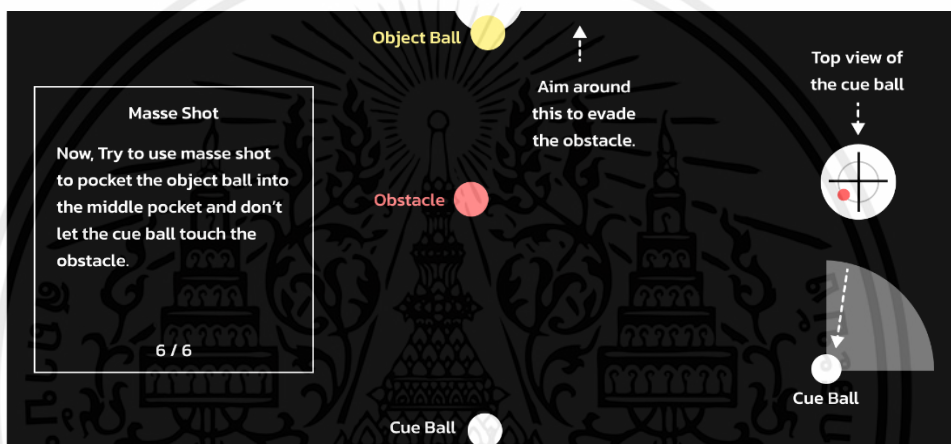 Object Ball
Aim around
this to evade
the obstacle.
Top view of
the cue ball
Masse Shot
Now, Try to use masse shot
to pocket the object ball into
the middle pocket and don't
let the cue ball touch the
obstacle.
6 / 6
Obstacle
Cue Ball
Cue Ball